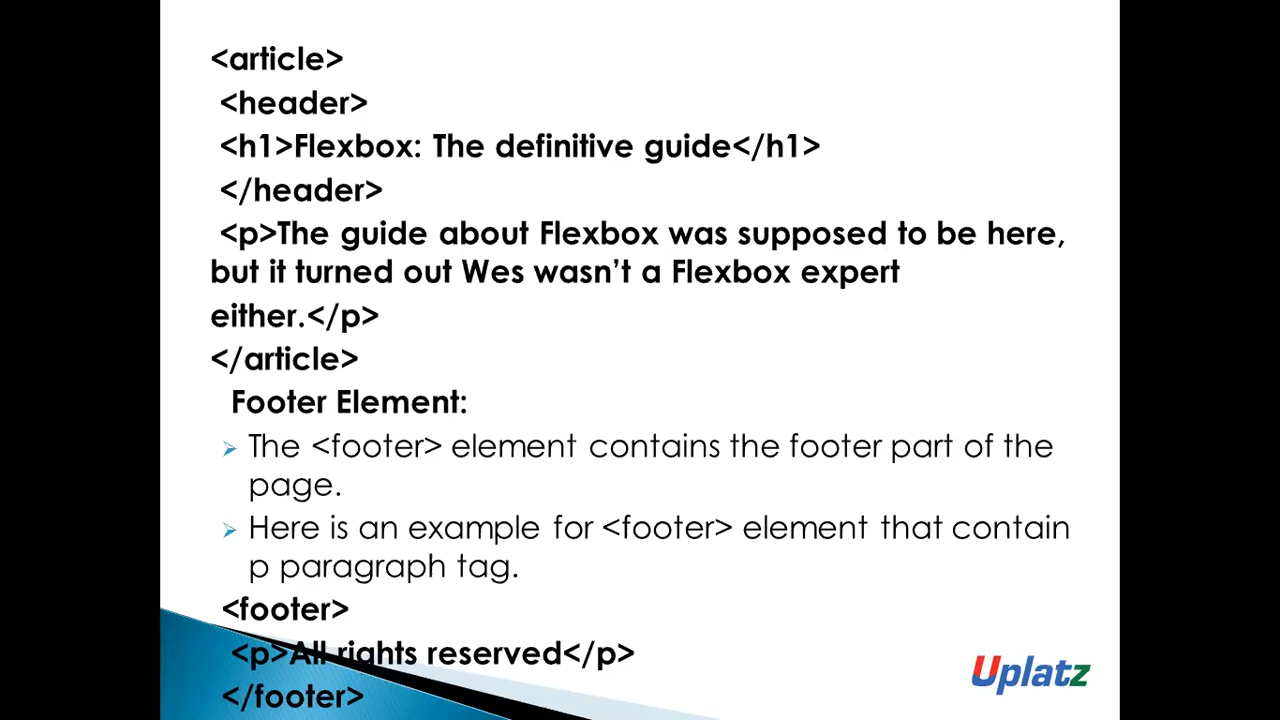 <article>
<header>
<h1>Flexbox: The definitive guide</h1>
</header>
<p>The guide about Flexbox was supposed to be here,
but it turned out Wes wasn’t a Flexbox expert
either.</p>
</article>
Footer Element:
The <footer> element contains the footer part of the
page.
Here is an example for <footer> element that contain
p paragraph tag.
<footer>
<p>All rights reserved</p>
</footer>
Uplatz